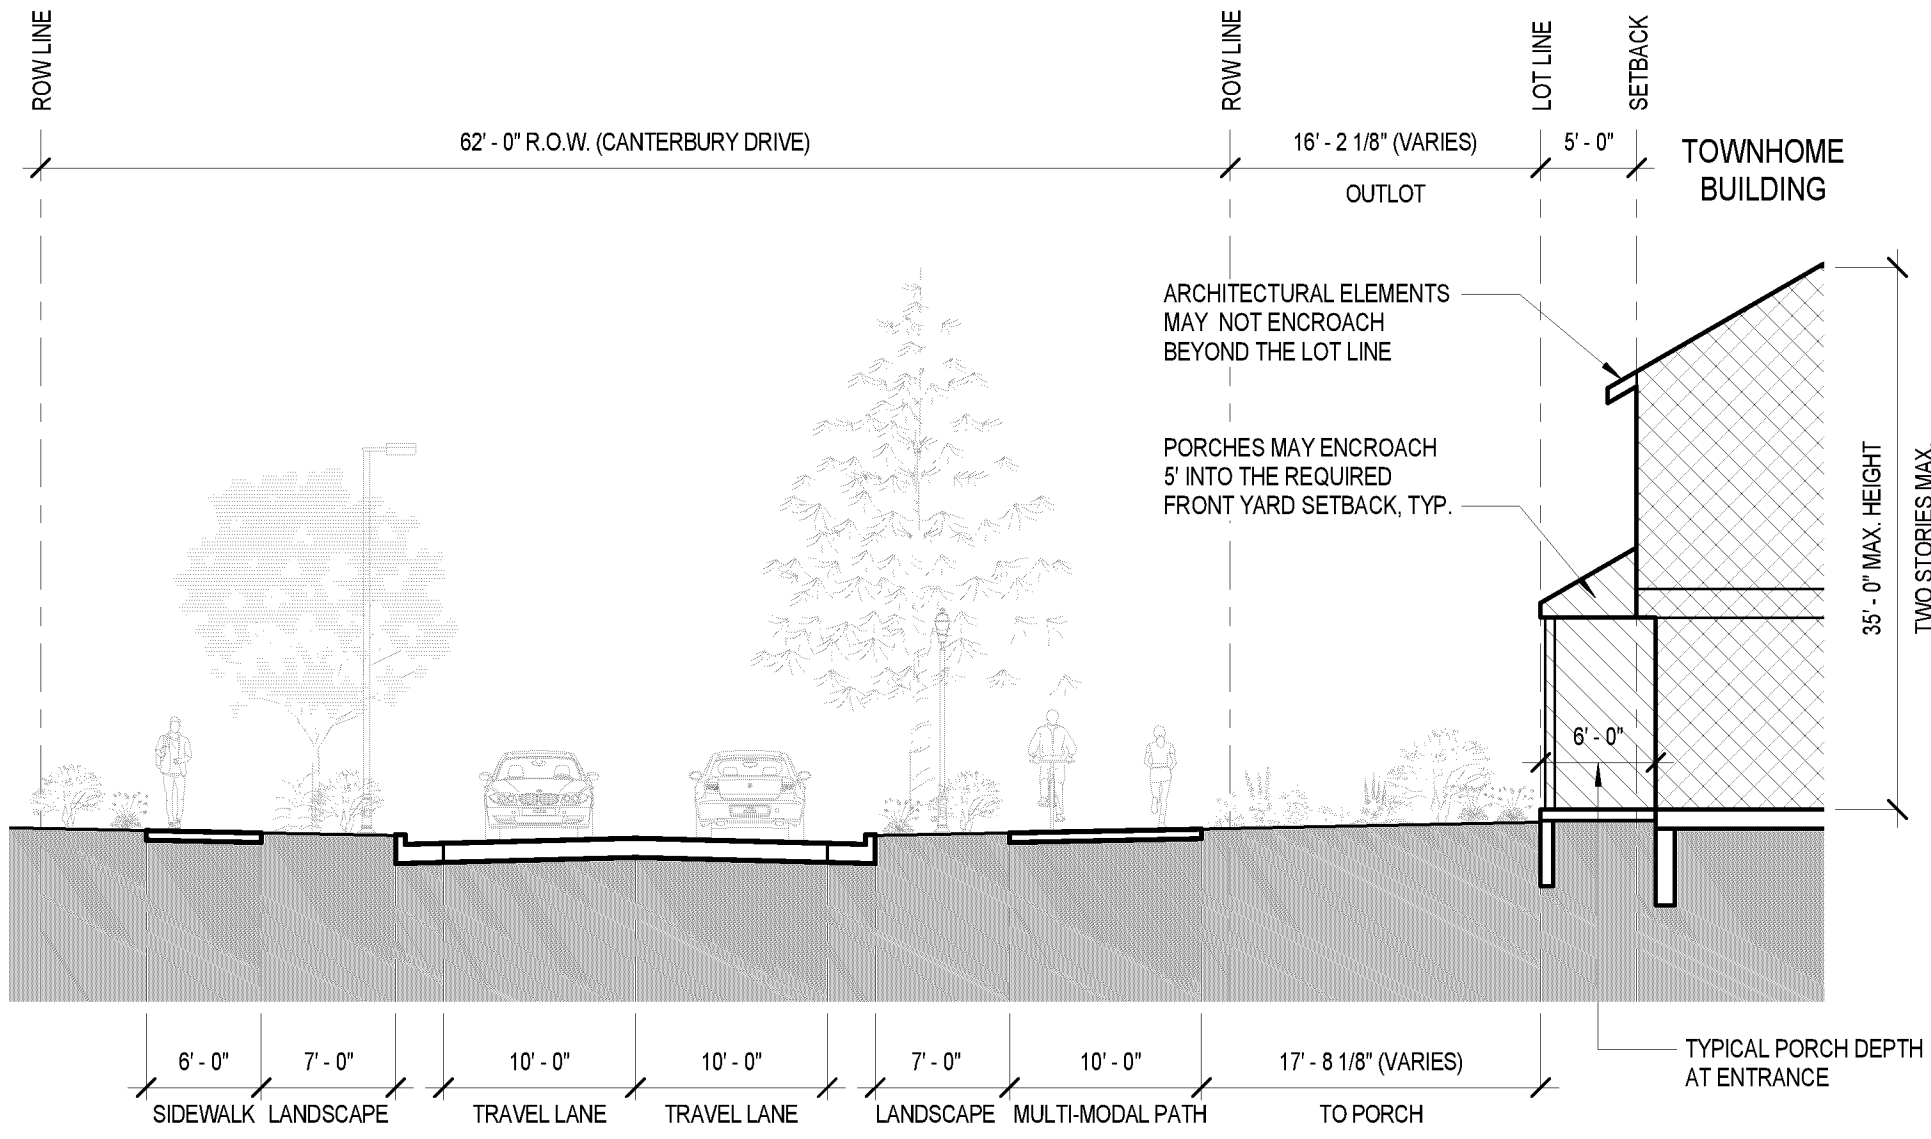 ROW LINE
ROW LINE
LOT LINE
SETBACK
62' - 0" R.O.W. (CANTERBURY DRIVE)
16' - 2 1/8" (VARIES)
5' - 0"
OUTLOT
TOWNHOME
BUILDING
ARCHITECTURAL ELEMENTS
MAY NOT ENCROACH
BEYOND THE LOT LINE
PORCHES MAY ENCROACH
5' INTO THE REQUIRED
FRONT YARD SETBACK, TYP.
35' - 0" MAX. HEIGHT
TWO STORIES MAX.
6' - 0"
TYPICAL PORCH DEPTH
AT ENTRANCE
6' - 0"
7' - 0"
10' - 0"
10' - 0"
7' - 0"
10' - 0"
17' - 8 1/8" (VARIES)
SIDEWALK
LANDSCAPE
TRAVEL LANE
TRAVEL LANE
LANDSCAPE
MULTI-MODAL PATH
TO PORCH